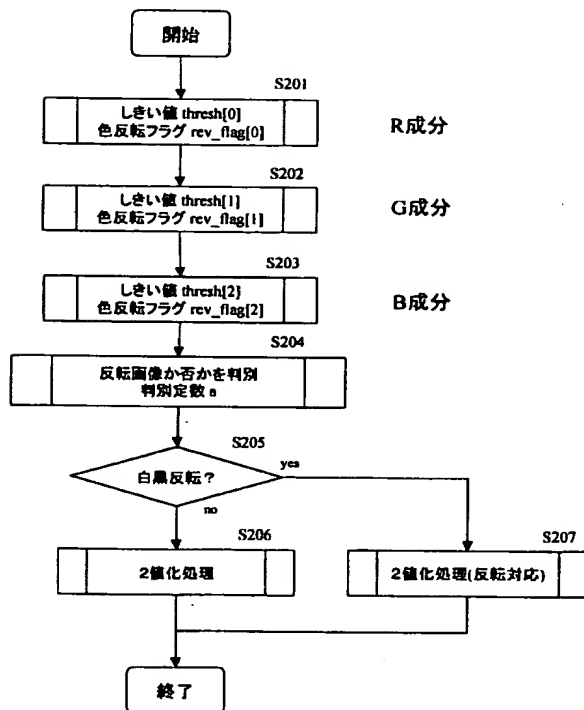 開始
S201
しきい値 thresh[0]
色反転フラグ rev_flag[0]
R成分
S202
しきい値 thresh[1]
色反転フラグ rev_flag[1]
G成分
S203
しきい値 thresh[2]
色反転フラグ rev_flag[2]
B成分
S204
反転画像か否かを判別
判別定数 n
S205
白黒反転？
yes
no
S206
2値化処理
S207
2値化処理(反転対応)
終了